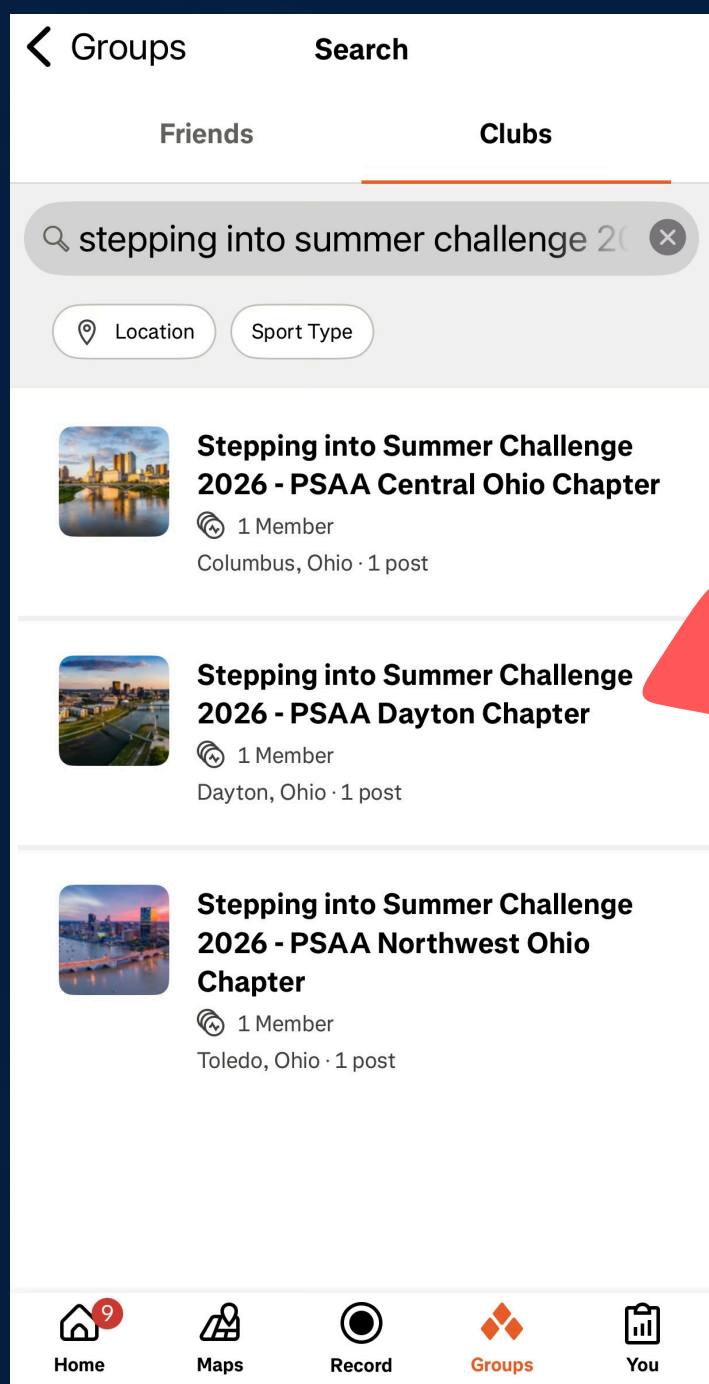 Groups
Search
Friends
Clubs
stepping into summer challenge
Location
Sport Type
Stepping into Summer Challenge
2026 - PSAA Central Ohio Chapter
1 Member
Columbus, Ohio · 1 post
Stepping into Summer Challenge
2026 - PSAA Dayton Chapter
1 Member
Dayton, Ohio · 1 post
Stepping into Summer Challenge
2026 - PSAA Northwest Ohio
Chapter
1 Member
Toledo, Ohio · 1 post
9
Home
Maps
Record
Groups
You